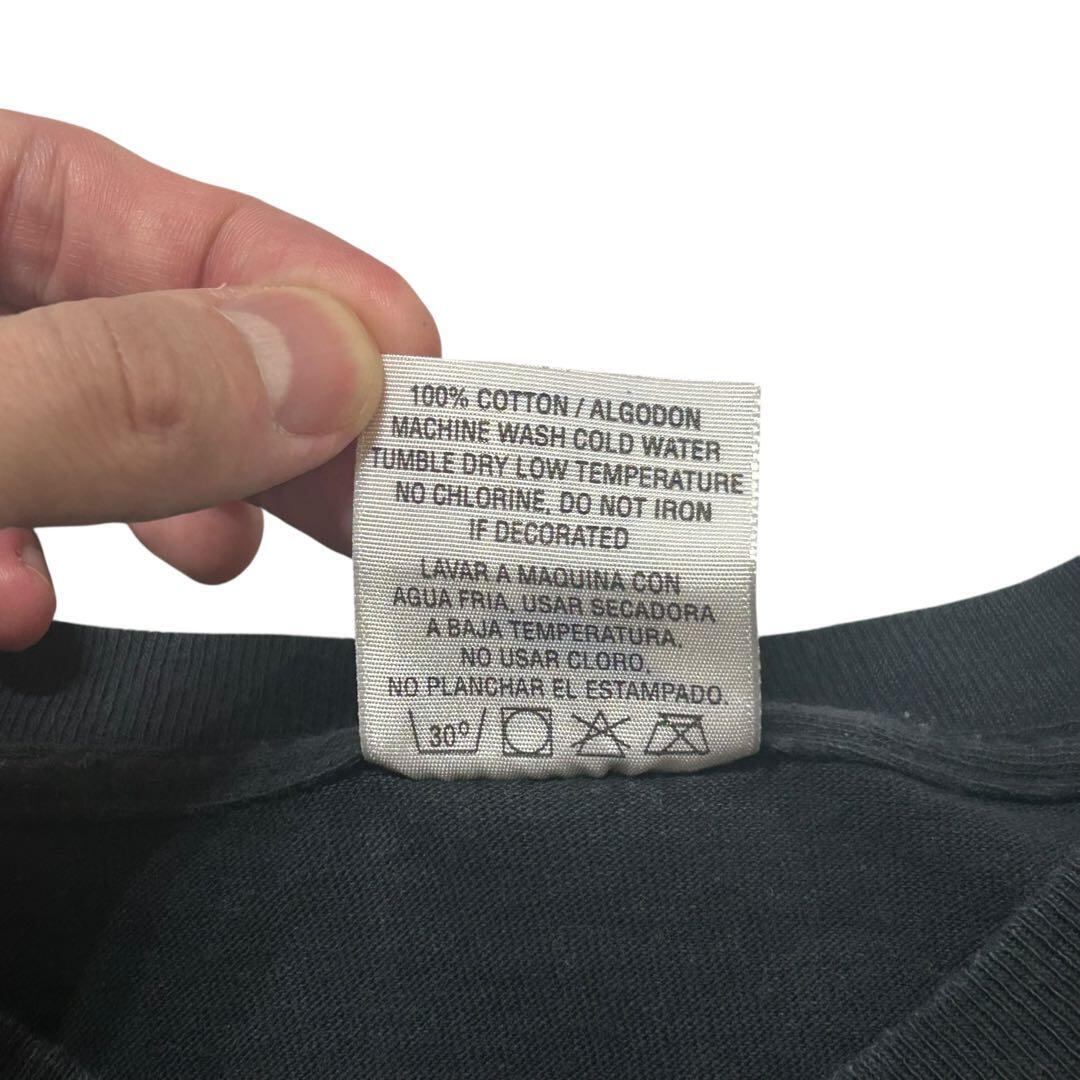 100% COTTON / ALGODON
MACHINE WASH COLD WATER
TUMBLE DRY LOW TEMPERATURE
NO CHLORINE, DO NOT IRON
IF DECORATED
LAVAR A MAQUINA CON
AGUA FRIA, USAR SECADORA
A BAJA TEMPERATURA,
NO USAR CLORO,
NO PLANCHAR EL ESTAMPADO.
30º